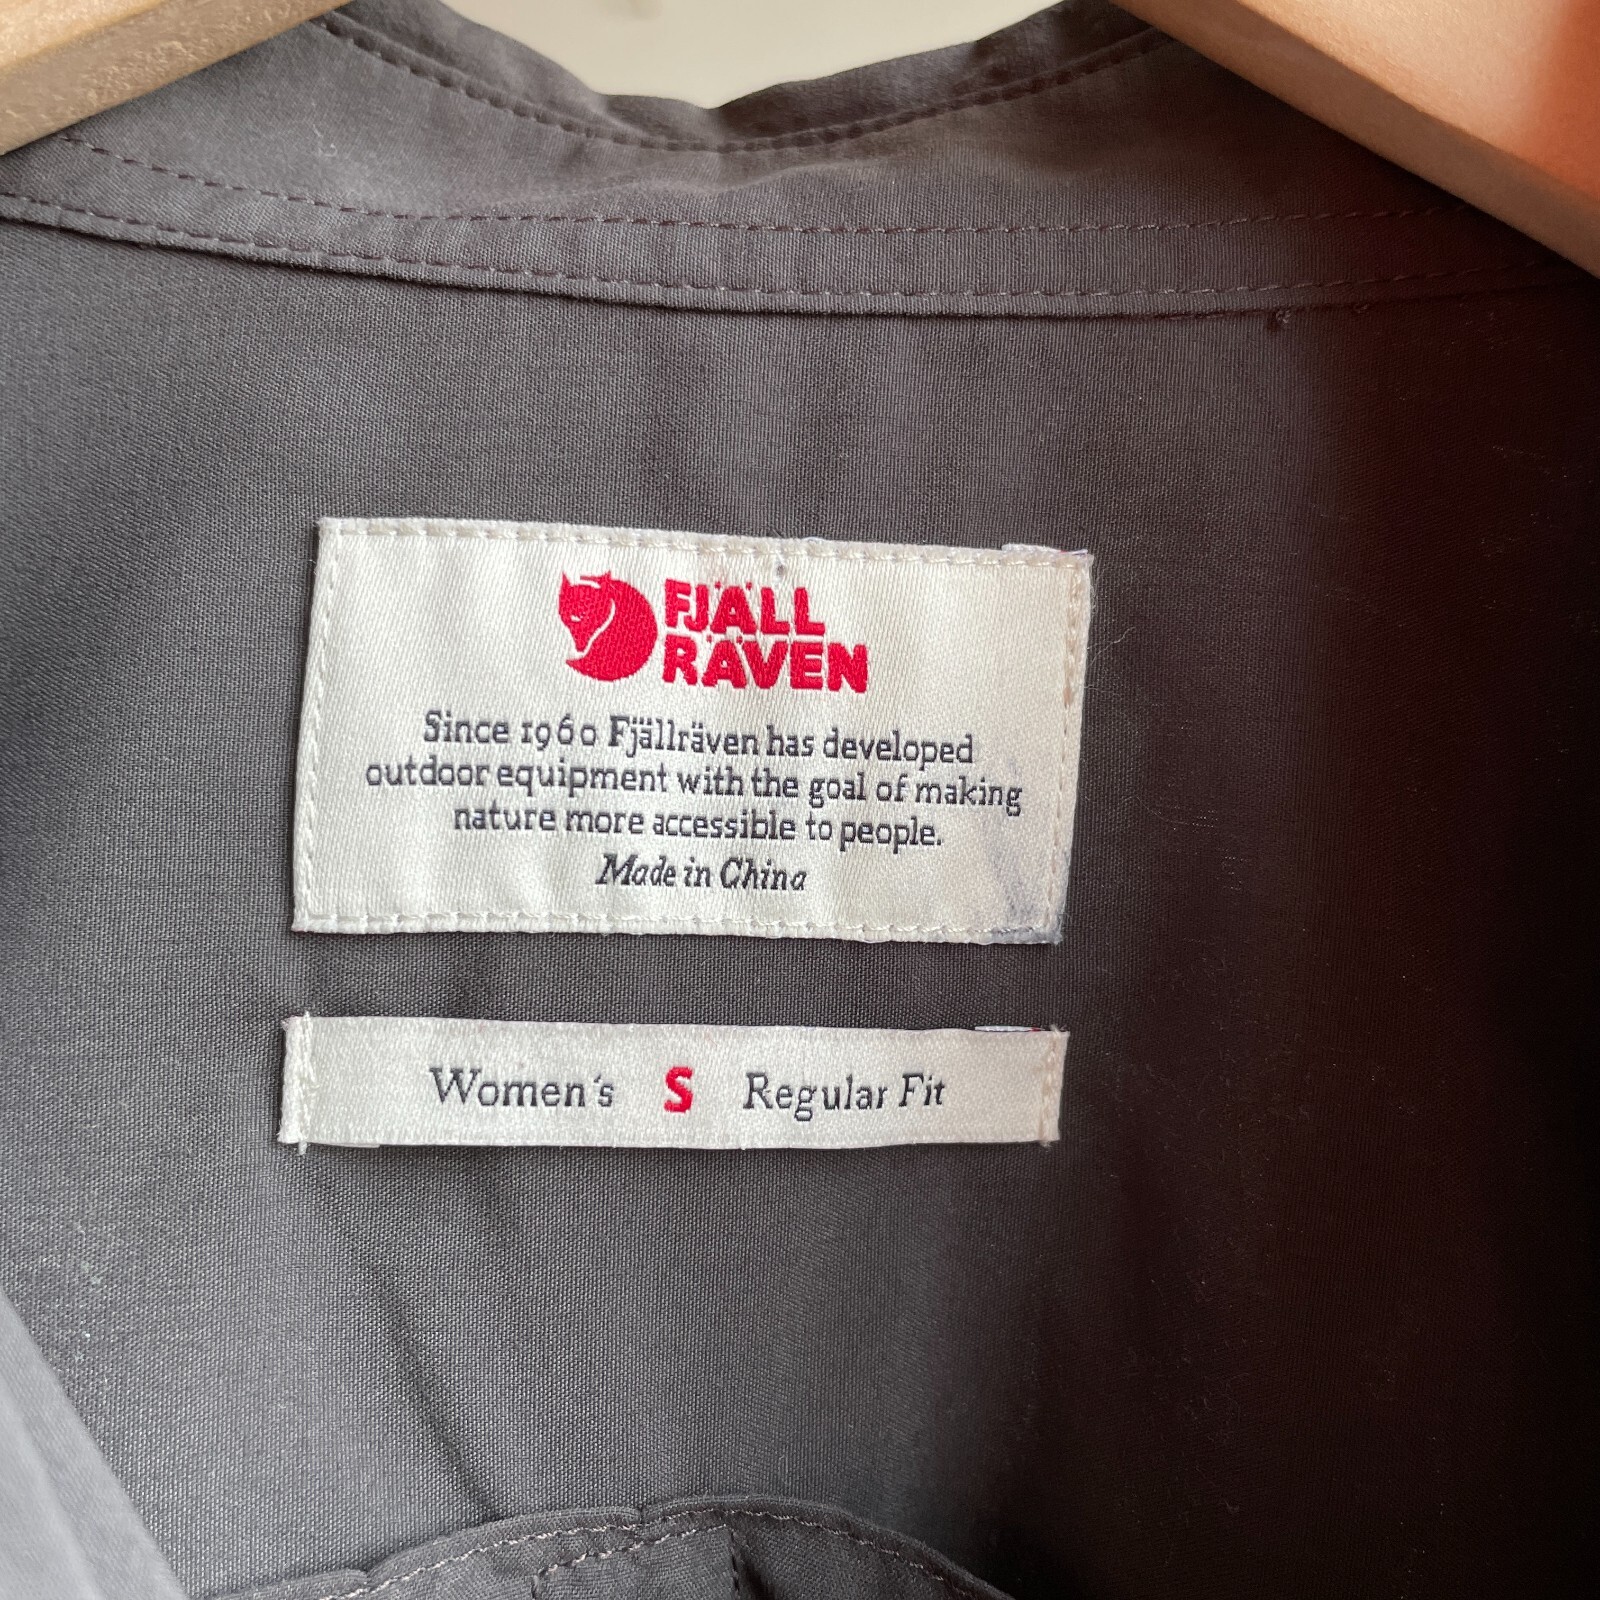 FJÄLL
RÄVEN
Since 1960 Fjällräven has developed
outdoor equipment with the goal of making
nature more accessible to people.
Made in China
Women's S Regular Fit